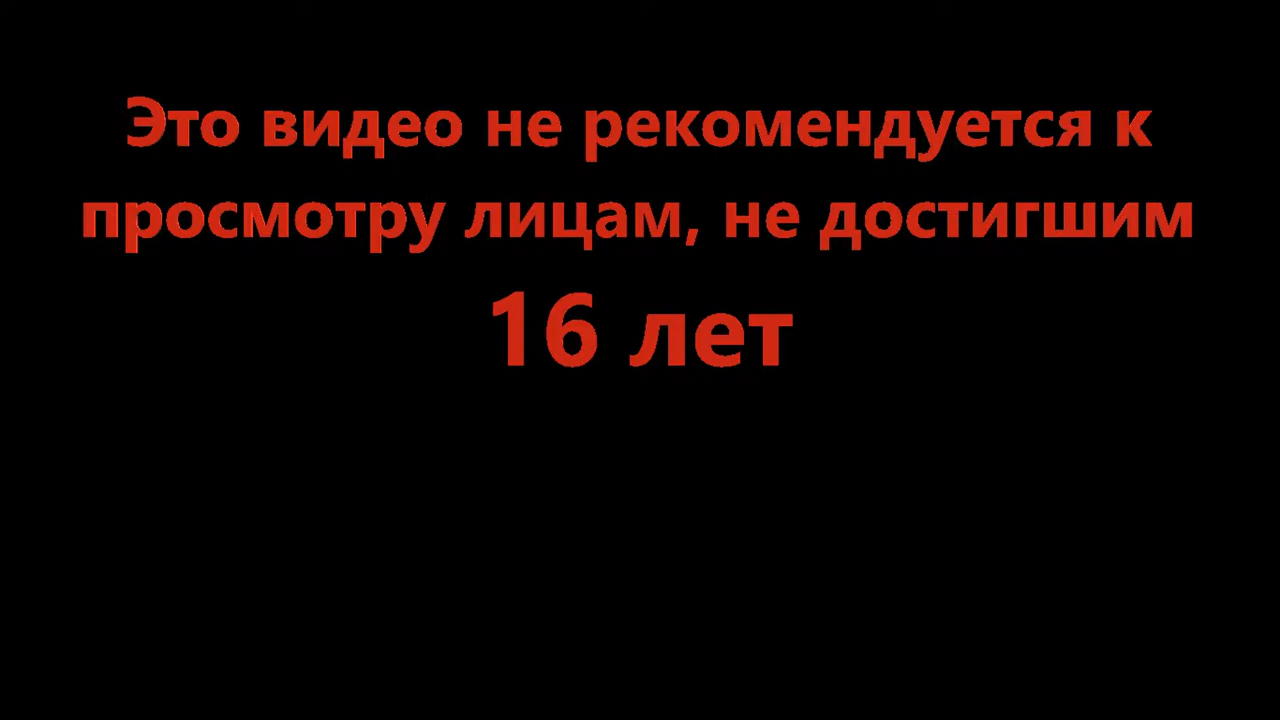 Это видео не рекомендуется к
просмотру лицам, не достигшим
16 лет